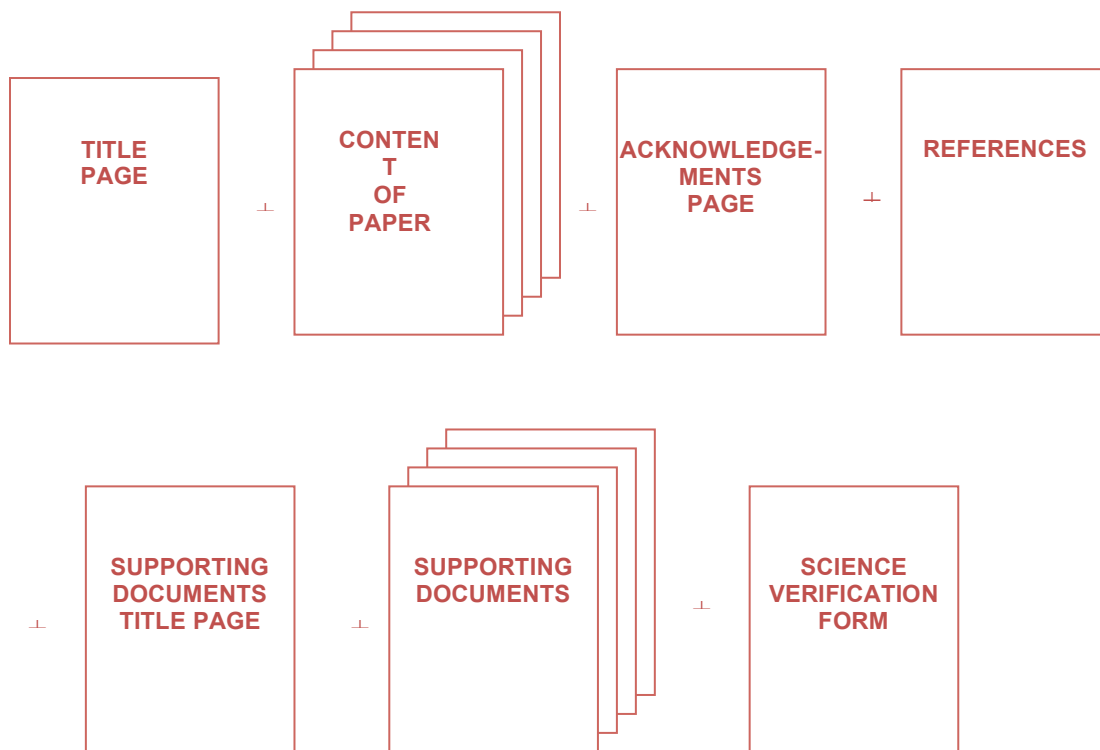 TITLE
PAGE
CONTEN
T
OF
PAPER
ACKNOWLEDGE-
MENTS
PAGE
REFERENCES
SUPPORTING
DOCUMENTS
TITLE PAGE
SUPPORTING
DOCUMENTS
SCIENCE
VERIFICATION
FORM